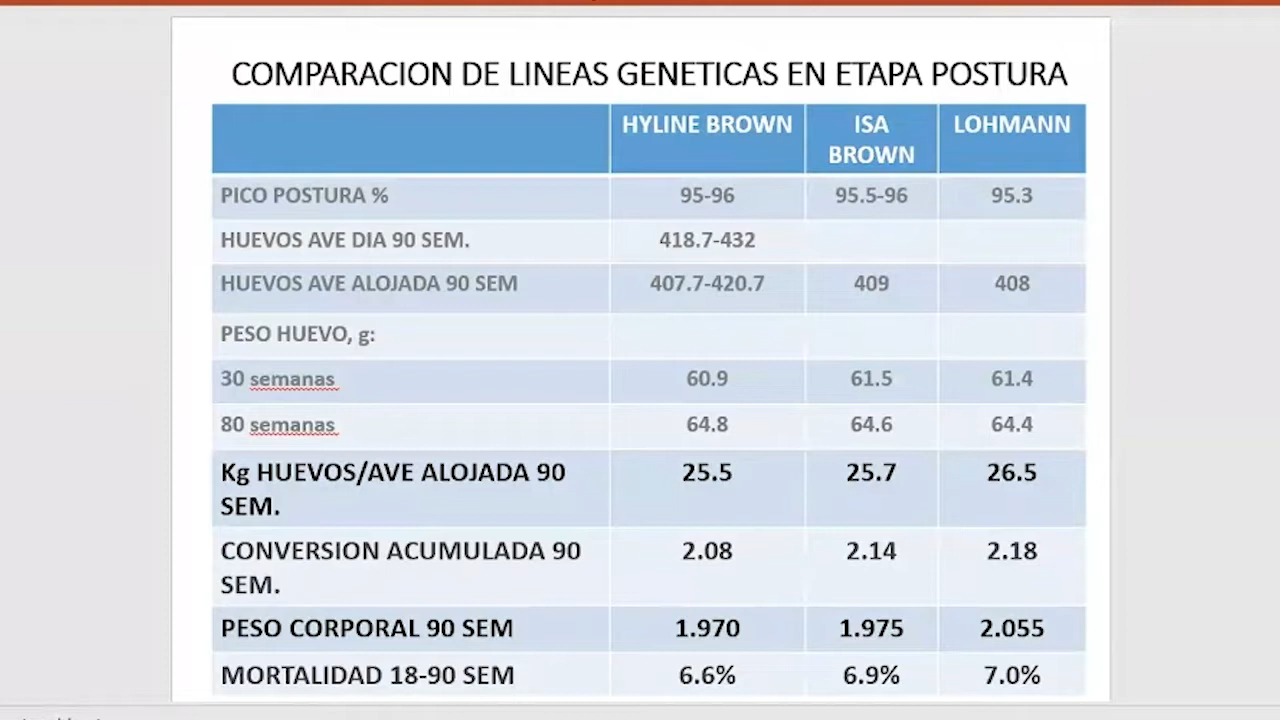 COMPARACION DE LINEAS GENETICAS EN ETAPA POSTURA
HYLINE BROWN ISA BROWN LOHMANN
PICO POSTURA % 95-96 95.5-96 95.3
HUEVOS AVE DIA 90 SEM. 418.7-432
HUEVOS AVE ALOJADA 90 SEM 407.7-420.7 409 408
PESO HUEVO, g:
30 semanas 60.9 61.5 61.4
80 semanas 64.8 64.6 64.4
Kg HUEVOS/AVE ALOJADA 90 SEM. 25.5 25.7 26.5
CONVERSION ACUMULADA 90 SEM. 2.08 2.14 2.18
PESO CORPORAL 90 SEM 1.970 1.975 2.055
MORTALIDAD 18-90 SEM 6.6% 6.9% 7.0%